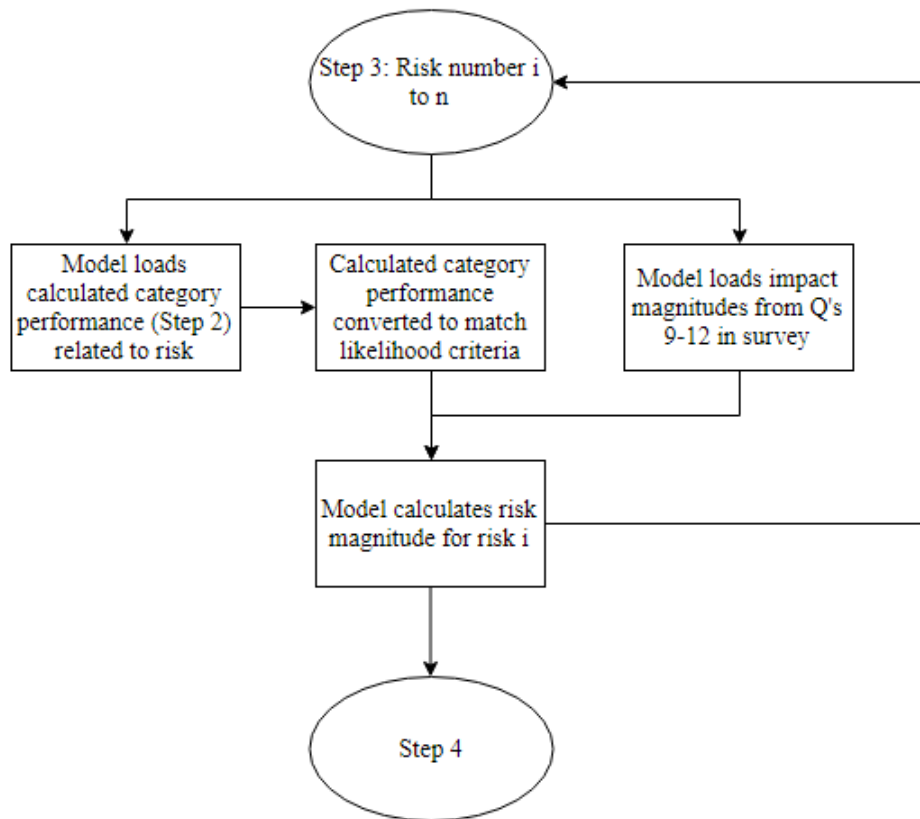 Step 3: Risk number i
to n
Model loads
calculated category
performance (Step 2)
related to risk
Calculated category
performance
converted to match
likelihood criteria
Model loads impact
magnitudes from Q's
9-12 in survey
Model calculates risk
magnitude for risk i
Step 4